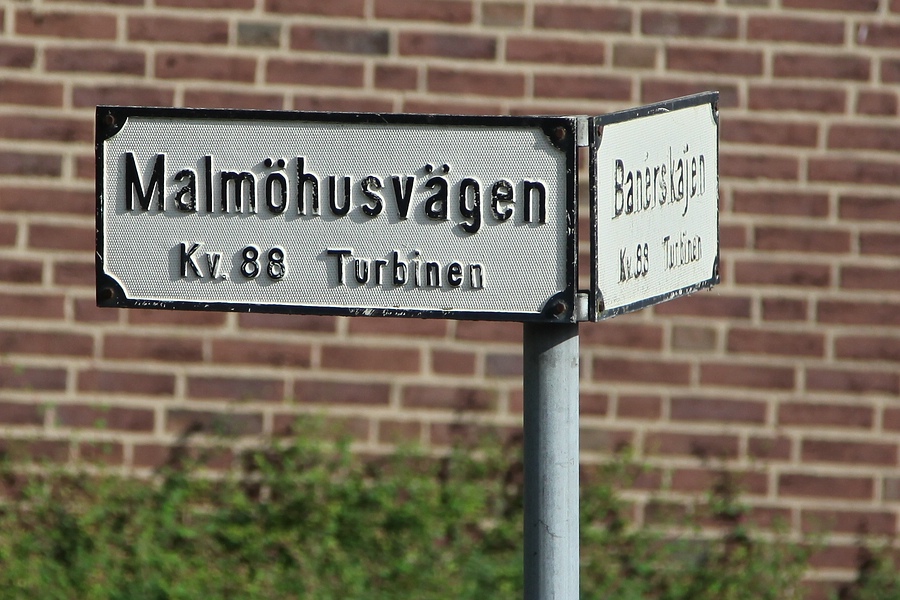 Malmöhusvägen
Kv. 88 Turbinen
Banérskajen
Kv. 88 Turbinen